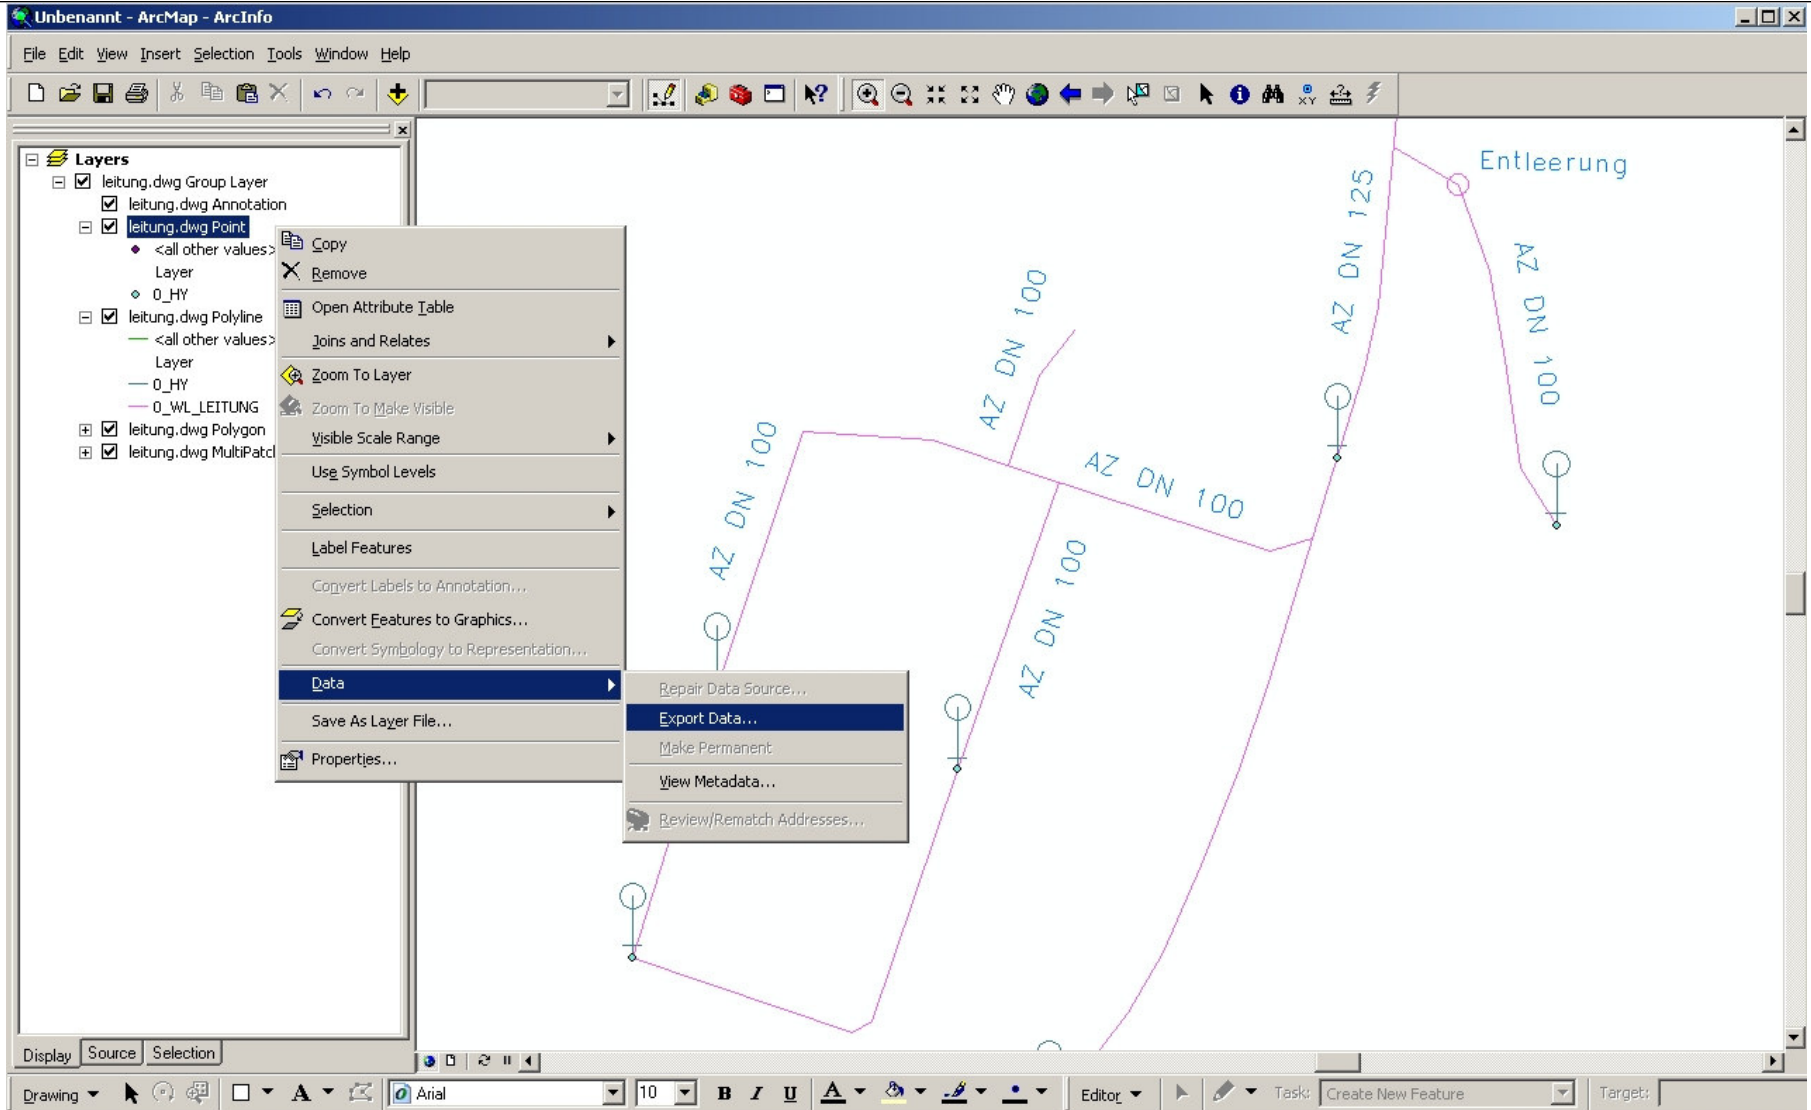 Unbenannt - ArcMap - ArcInfo
File Edit View Insert Selection Tools Window Help
Layers
leitung.dwg Group Layer
leitung.dwg Annotation
leitung.dwg Point
<all other values>
Layer
0_HY
leitung.dwg Polyline
<all other values>
Layer
0_HY
0_WL_LEITUNG
leitung.dwg Polygon
leitung.dwg MultiPatcl
Copy
Remove
Open Attribute Table
Joins and Relates
Zoom To Layer
Zoom To Make Visible
Visible Scale Range
Use Symbol Levels
Selection
Label Features
Convert Labels to Annotation...
Convert Features to Graphics...
Convert Symbology to Representation...
Data
Save As Layer File...
Properties...
Repair Data Source...
Export Data...
Make Permanent
View Metadata...
Review/Rematch Addresses...
Entleerung
AZ DN 125
AZ DN 100
AZ DN 100
AZ DN 100
AZ DN 100
AZ DN 100
Display Source Selection
Drawing A Arial 10 B I U A Editor Task: Create New Feature Target: